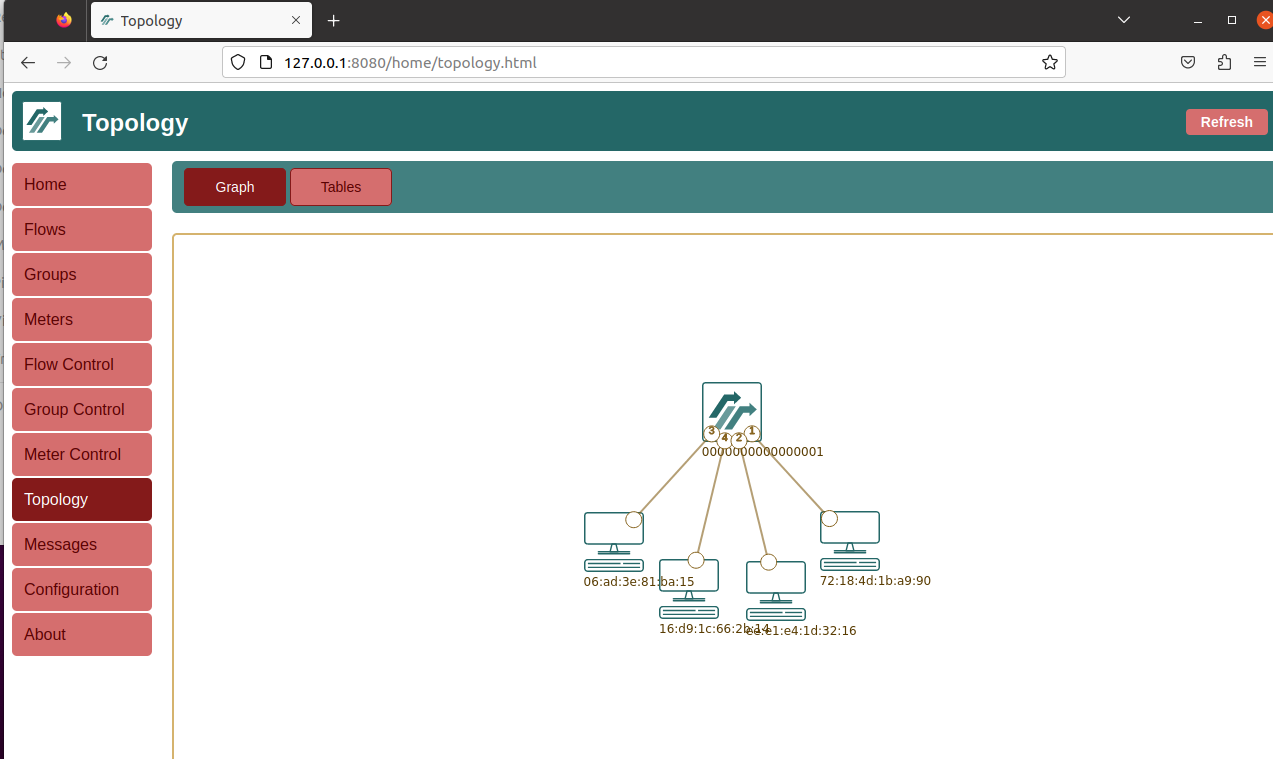 Topology
127.0.0.1:8080/home/topology.html
Topology
Refresh
Home
Flows
Groups
Meters
Flow Control
Group Control
Meter Control
Topology
Messages
Configuration
About
Graph
Tables
3
4
2
1
0000000000000001
06:ad:3e:81:ba:15
72:18:4d:1b:a9:90
16:d9:1c:66:2b:14
ee:e1:e4:1d:32:16